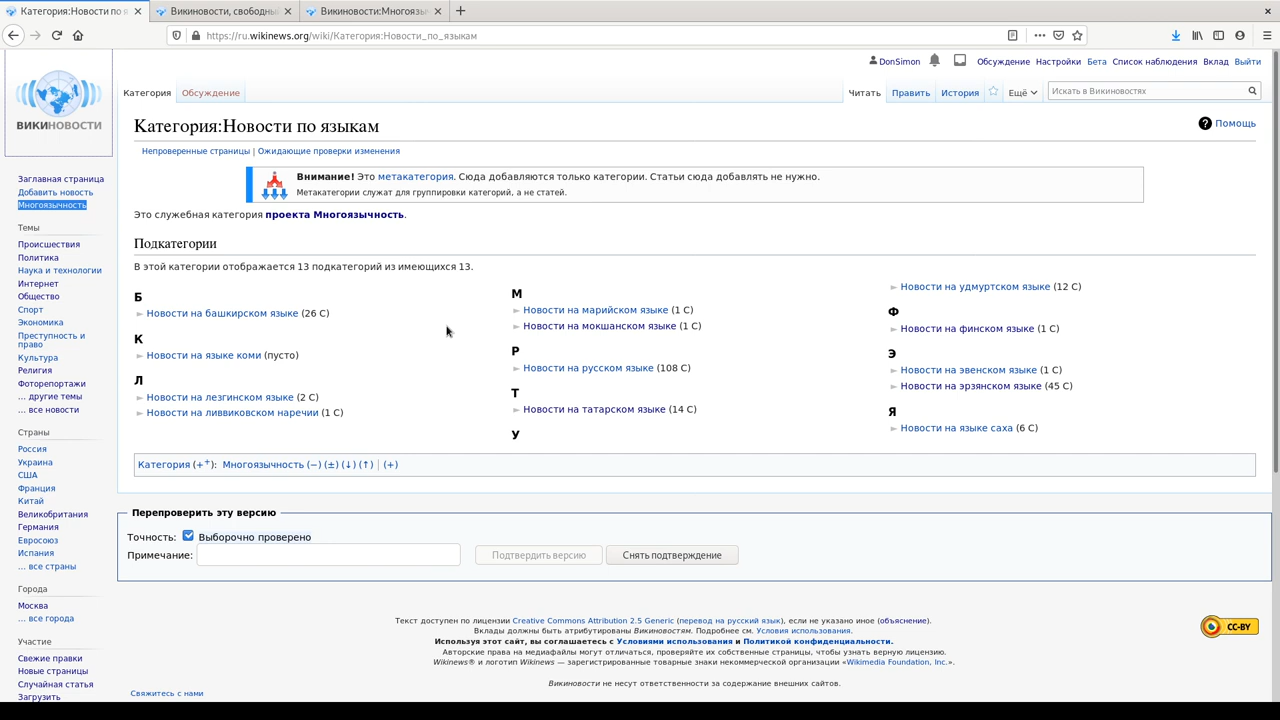 Категория:Новости по я
Викиновости, свободны
Викиновости:Многоязы
https://ru.wikinews.org/wiki/Категория:Новости_по_языкам
DonSimon Обсуждение Настройки Бета Список наблюдения Вклад Выйти
Категория Обсуждение Читать Править История Ещё Искать в Викиновостях
ВИКИНОВОСТИ
Заглавная страница
Добавить новость
Многоязычность
Темы
Происшествия
Политика
Наука и технологии
Интернет
Общество
Спорт
Экономика
Преступность и
право
Культура
Религия
Фоторепортажи
... другие темы
... все новости
Страны
Россия
Украина
США
Франция
Китай
Великобритания
Германия
Евросоюз
Испания
... все страны
Города
Москва
... все города
Участие
Свежие правки
Новые страницы
Случайная статья
Загрузить
Категория:Новости по языкам
Помощь
Непроверенные страницы | Ожидающие проверки изменения
Внимание! Это метакатегория. Сюда добавляются только категории. Статьи сюда добавлять не нужно.
Метакатегории служат для группировки категорий, а не статей.
Это служебная категория проекта Многоязычность.
Подкатегории
В этой категории отображается 13 подкатегорий из имеющихся 13.
Б
► Новости на башкирском языке (26 С)
К
► Новости на языке коми (пусто)
Л
► Новости на лезгинском языке (2 С)
► Новости на ливвиковском наречии (1 С)
М
► Новости на марийском языке (1 С)
► Новости на мокшанском языке (1 С)
Р
► Новости на русском языке (108 С)
Т
► Новости на татарском языке (14 С)
У
► Новости на удмуртском языке (12 С)
Ф
► Новости на финском языке (1 С)
Э
► Новости на эвенском языке (1 С)
► Новости на эрзянском языке (45 С)
Я
► Новости на языке саха (6 С)
Категория (++): Многоязычность (−) (±) (↓) (↑) | (+)
Перепроверить эту версию
Точность: Выборочно проверено
Примечание: Подтвердить версию Снять подтверждение
Текст доступен по лицензии Creative Commons Attribution 2.5 Generic (перевод на русский язык), если не указано иное (объяснение).
Вклады должны быть атрибутированы Викиновостям. Подробнее см. Условия использования.
Используя этот сайт, вы соглашаетесь с Условиями использования и Политикой конфиденциальности.
Авторские права на медиафайлы могут отличаться, проверяйте их собственные страницы, чтобы узнать верную лицензию.
Wikinews® и логотип Wikinews — зарегистрированные товарные знаки некоммерческой организации «Wikimedia Foundation, Inc.».
CC-BY
Викиновости не несут ответственности за содержание внешних сайтов.
Свяжитесь с нами